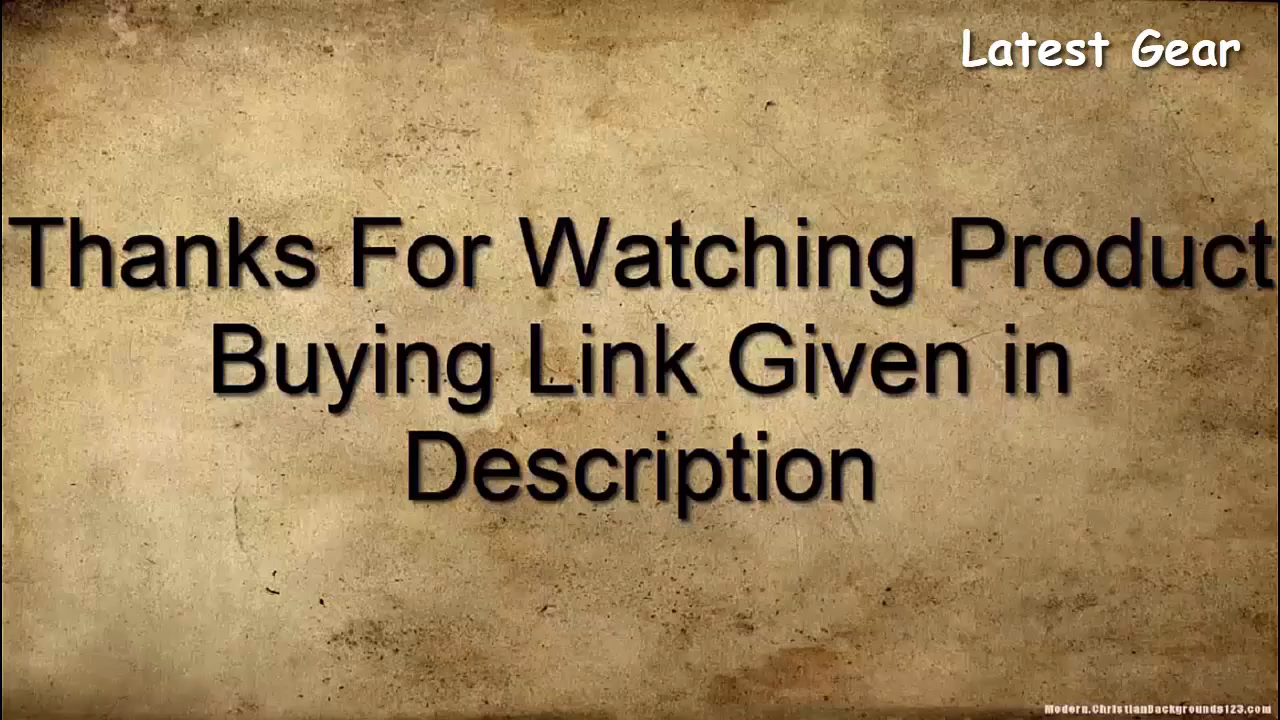 Latest Gear
Thanks For Watching Product
Buying Link Given in
Description
Modern.ChristianBackgrounds123.com